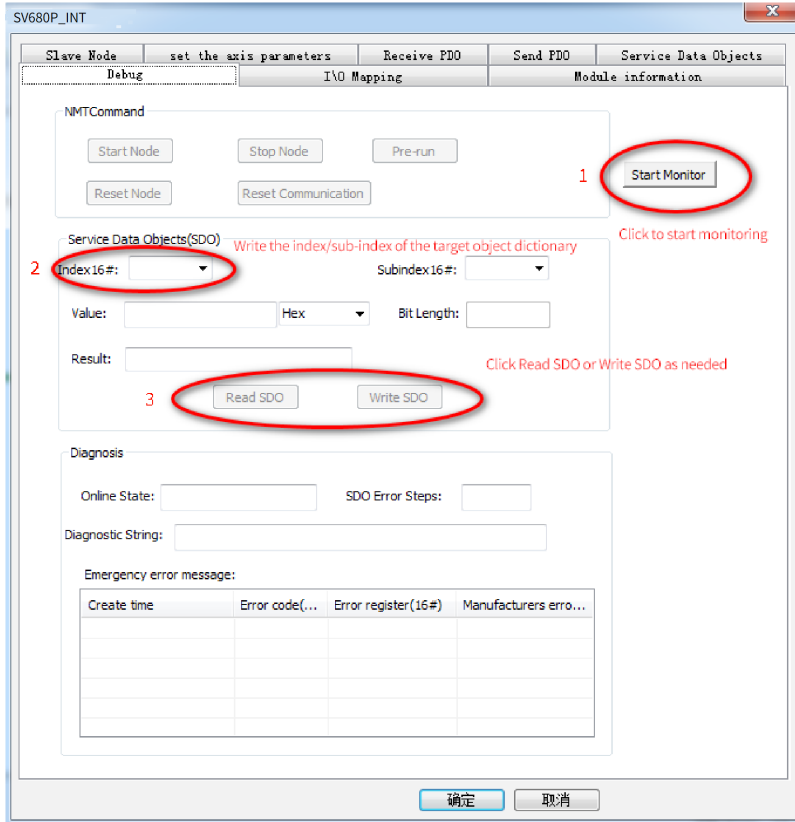 SV680P_INT
Slave Node set the axis parameters Receive PDO Send PDO Service Data Objects
Debug I\O Mapping Module information
NMTCommand
Start Node Stop Node Pre-run
1 Start Monitor
Reset Node Reset Communication
Click to start monitoring
Service Data Objects(SDO) Write the index/sub-index of the target object dictionary
2 Index16#: Subindex16#:
Value: Hex Bit Length:
Result: Click Read SDO or Write SDO as needed
3 Read SDO Write SDO
Diagnosis
Online State: SDO Error Steps:
Diagnostic String:
Emergency error message:
Create time Error code(... Error register(16#) Manufacturers erro...
确定 取消